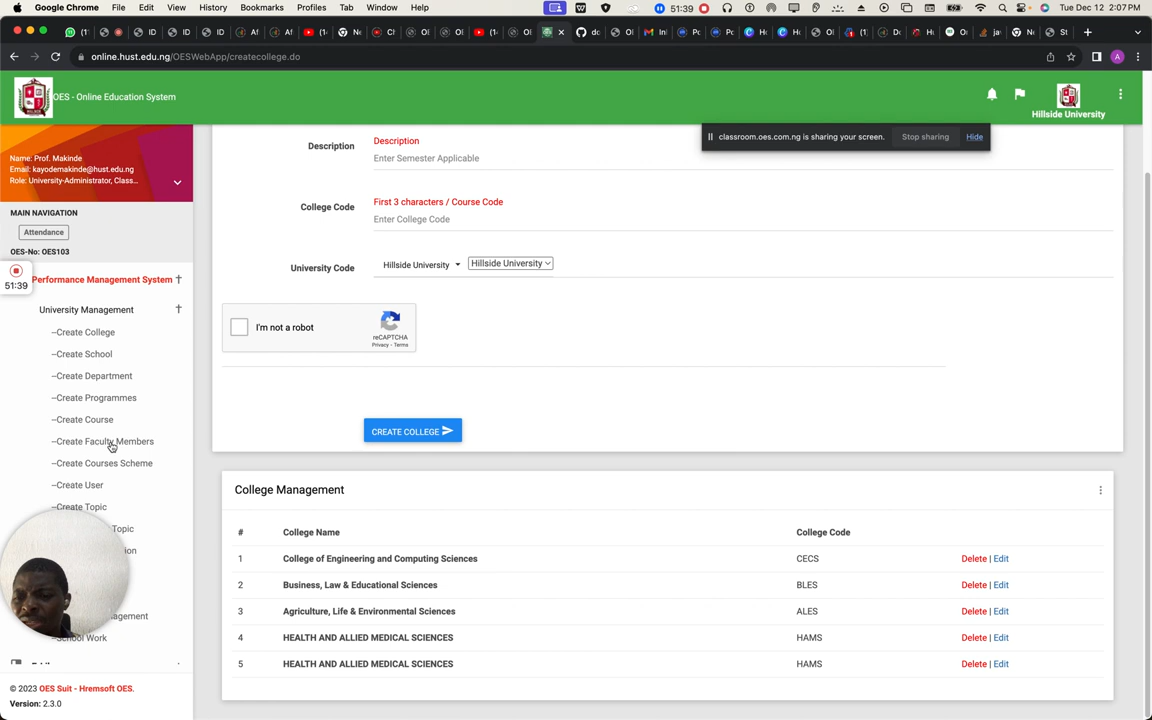 Google Chrome File Edit View History Bookmarks Profiles Tab Window Help 51:39 Tue Dec 12 2:07 PM
online.hust.edu.ng/OESWebApp/createcollege.do
OES - Online Education System
Hillside University
classroom.oes.com.ng is sharing your screen. Stop sharing Hide
Name: Prof. Makinde
Email: kayodemakinde@hust.edu.ng
Role: University-Administrator, Class...
MAIN NAVIGATION
Attendance
OES-No: OES103
51:39
Performance Management System
University Management
--Create College
--Create School
--Create Department
--Create Programmes
--Create Course
--Create Faculty Members
--Create Courses Scheme
--Create User
--Create Topic
Topic
School Work
© 2023 OES Suit - Hremsoft OES.
Version: 2.3.0
Description
Description
Enter Semester Applicable
College Code
First 3 characters / Course Code
Enter College Code
University Code
Hillside University Hillside University
I'm not a robot
reCAPTCHA
Privacy - Terms
CREATE COLLEGE
College Management
# College Name College Code
1 College of Engineering and Computing Sciences CECS Delete | Edit
2 Business, Law & Educational Sciences BLES Delete | Edit
3 Agriculture, Life & Environmental Sciences ALES Delete | Edit
4 HEALTH AND ALLIED MEDICAL SCIENCES HAMS Delete | Edit
5 HEALTH AND ALLIED MEDICAL SCIENCES HAMS Delete | Edit